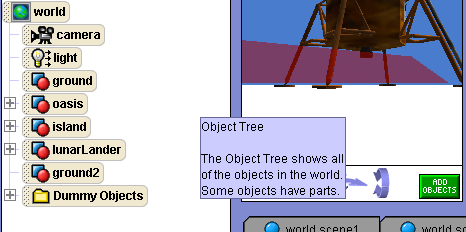 world
camera
light
ground
oasis
island
lunarLander
ground2
Dummy Objects
Object Tree
The Object Tree shows all
of the objects in the world.
Some objects have parts.
ADD
OBJECTS
world scene1
world sc